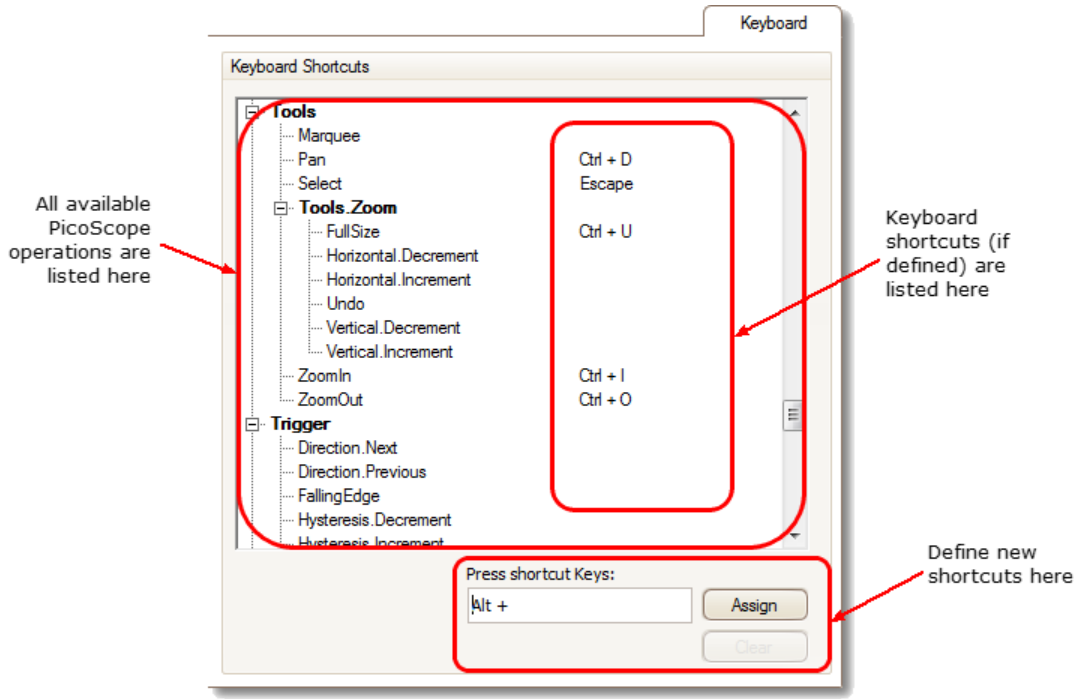 Keyboard
Keyboard Shortcuts
Tools
Marquee
Pan Ctrl + D
Select Escape
Tools.Zoom
FullSize Ctrl + U
Horizontal.Decrement
Horizontal.Increment
Undo
Vertical.Decrement
Vertical.Increment
ZoomIn Ctrl + I
ZoomOut Ctrl + O
Trigger
Direction.Next
Direction.Previous
FallingEdge
Hysteresis.Decrement
Hysteresis.Increment
Press shortcut Keys:
Alt +
Assign
Clear
All available
PicoScope
operations are
listed here
Keyboard
shortcuts (if
defined) are
listed here
Define new
shortcuts here